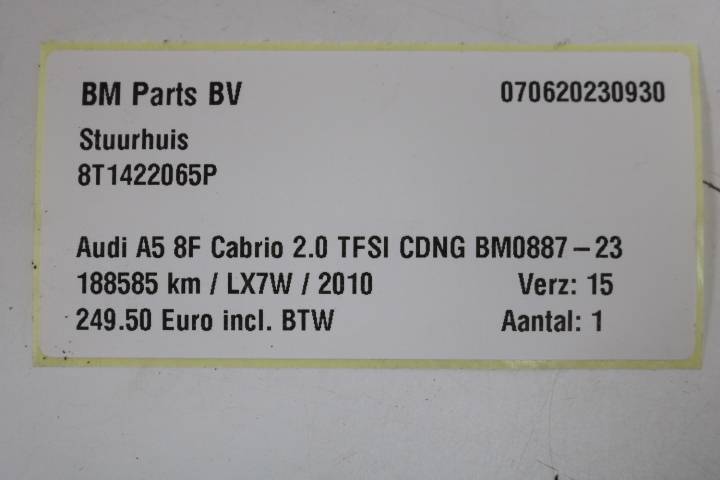 BM Parts BV 070620230930
Stuurhuis
8T1422065P
Audi A5 8F Cabrio 2.0 TFSI CDNG BM0887-23
188585 km / LX7W / 2010 Verz: 15
249.50 Euro incl. BTW Aantal: 1